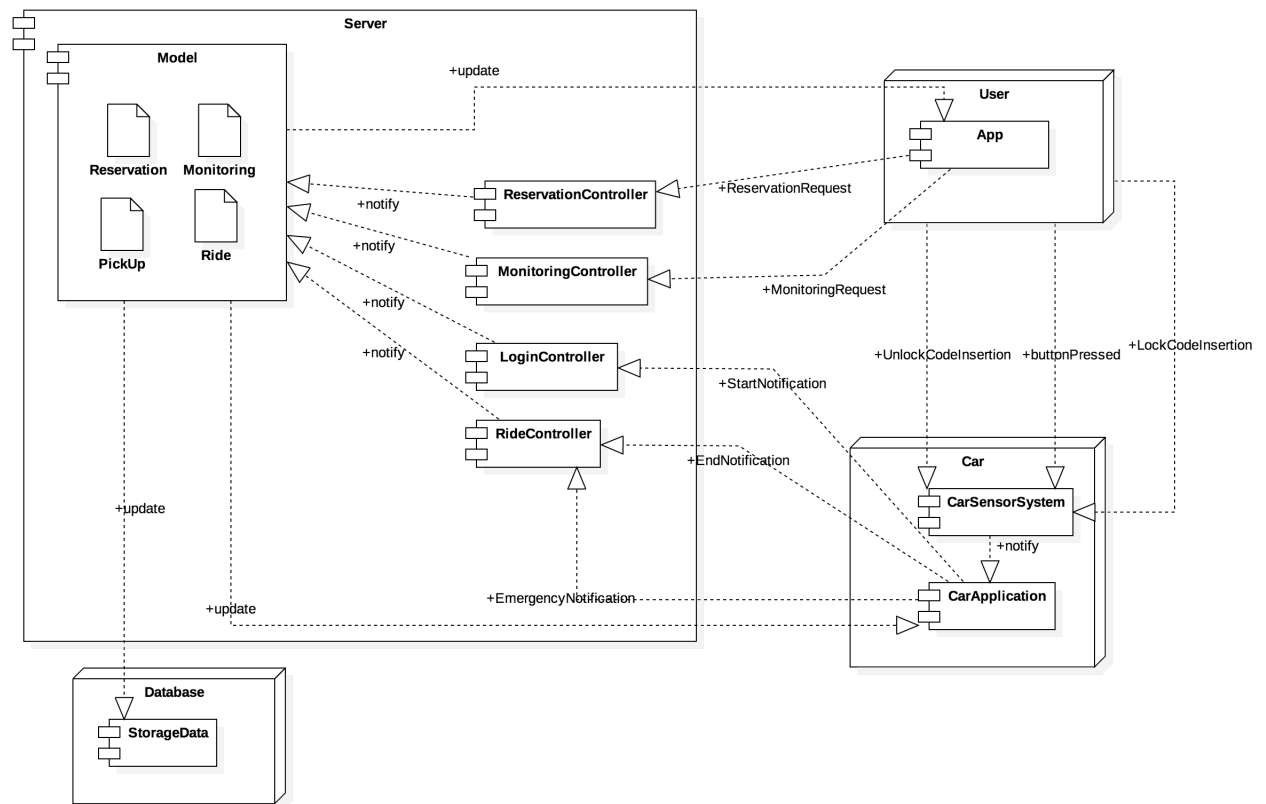 Server
Model
Reservation
Monitoring
PickUp
Ride
+update
User
App
ReservationController
+ReservationRequest
+notify
+notify
MonitoringController
+MonitoringRequest
+notify
LoginController
+notify
+StartNotification
+UnlockCodeInsertion
+buttonPressed
+LockCodeInsertion
RideController
+EndNotification
Car
CarSensorSystem
+notify
+update
+update
+EmergencyNotification
CarApplication
Database
StorageData